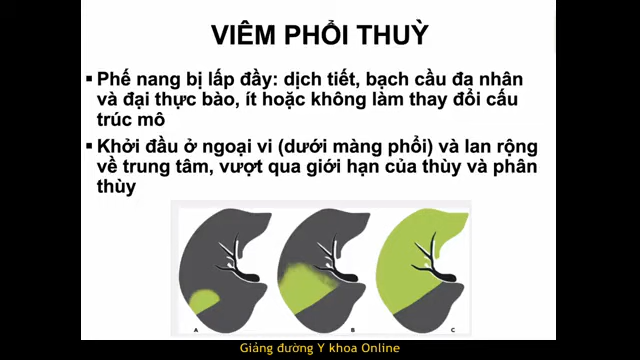 VIÊM PHỔI THUỲ
▪ Phế nang bị lấp đầy: dịch tiết, bạch cầu đa nhân
và đại thực bào, ít hoặc không làm thay đổi cấu
trúc mô
▪ Khởi đầu ở ngoại vi (dưới màng phổi) và lan rộng
về trung tâm, vượt qua giới hạn của thùy và phân
thùy
A B C
Giảng đường Y khoa Online